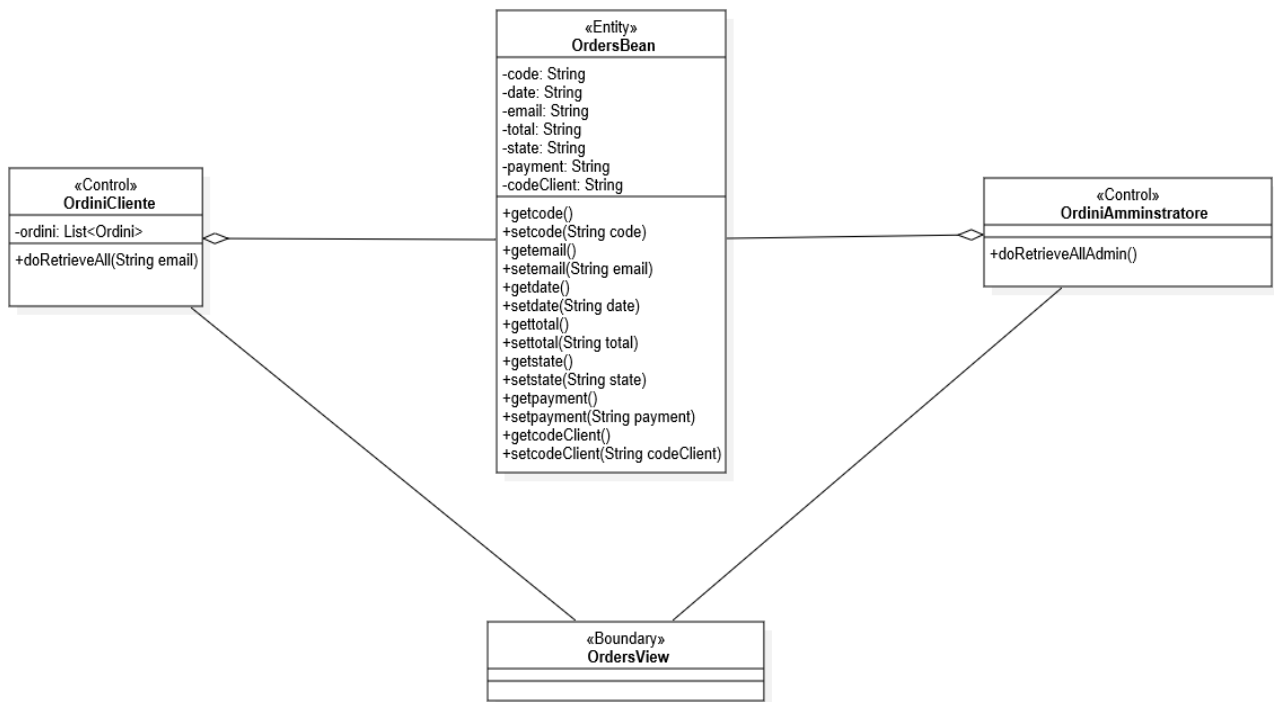 «Entity»
OrdersBean
-code: String
-date: String
-email: String
-total: String
-state: String
-payment: String
-codeClient: String
+getcode()
+setcode(String code)
+getemail()
+setemail(String email)
+getdate()
+setdate(String date)
+gettotal()
+settotal(String total)
+getstate()
+setstate(String state)
+getpayment()
+setpayment(String payment)
+getcodeClient()
+setcodeClient(String codeClient)
«Control»
OrdiniCliente
-ordini: List<Ordini>
+doRetrieveAll(String email)
«Control»
OrdiniAmminstratore
+doRetrieveAllAdmin()
«Boundary»
OrdersView